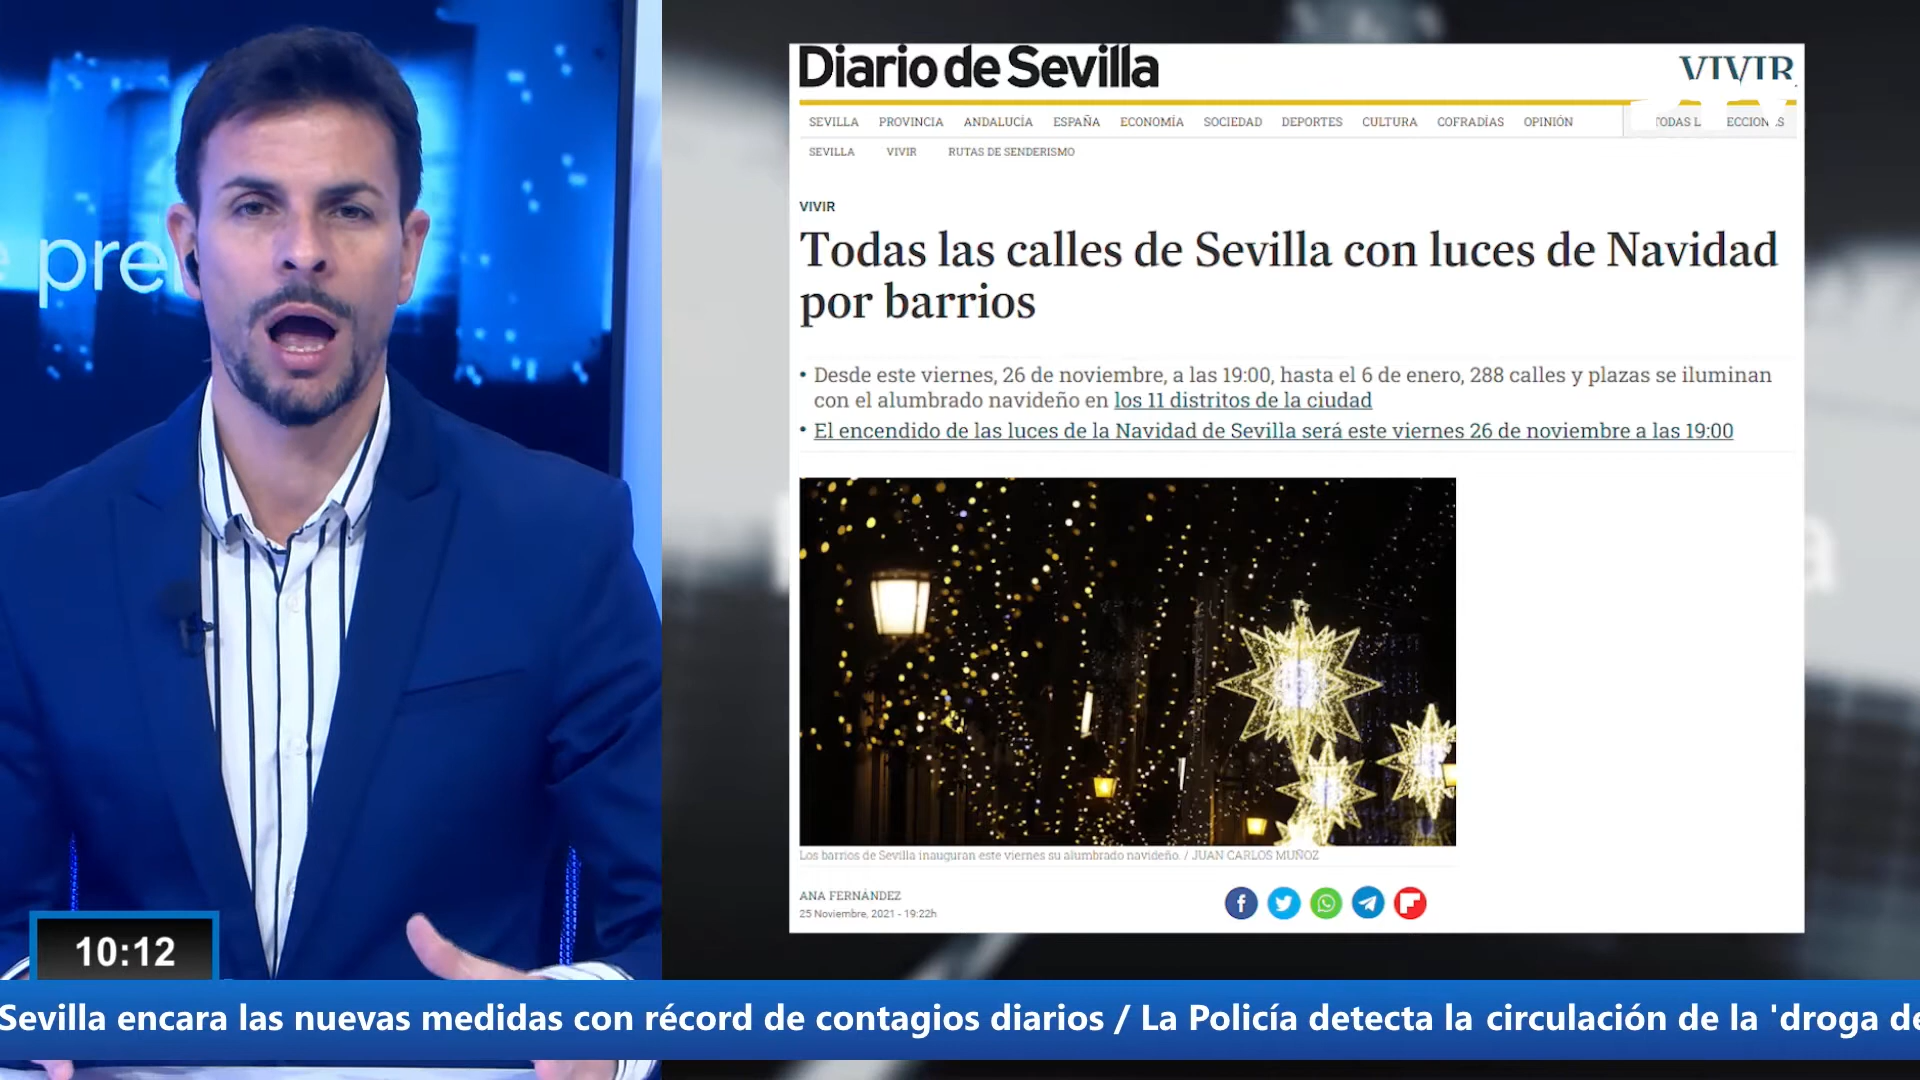 Diario de Sevilla
VIVIR
SEVILLA PROVINCIA ANDALUCÍA ESPAÑA ECONOMÍA SOCIEDAD DEPORTES CULTURA COFRADÍAS OPINIÓN TODAS
SEVILLA VIVIR RUTAS DE SENDERISMO
VIVIR
Todas las calles de Sevilla con luces de Navidad
por barrios
• Desde este viernes, 26 de noviembre, a las 19:00, hasta el 6 de enero, 288 calles y plazas se iluminan
con el alumbrado navideño en los 11 distritos de la ciudad
• El encendido de las luces de la Navidad de Sevilla será este viernes 26 de noviembre a las 19:00
Los barrios de Sevilla inauguran este viernes su alumbrado navideño. / JUAN CARLOS MUÑOZ
ANA FERNÁNDEZ
25 Noviembre, 2021 - 19:22h
10:12
Sevilla encara las nuevas medidas con récord de contagios diarios / La Policía detecta la circulación de la 'droga de